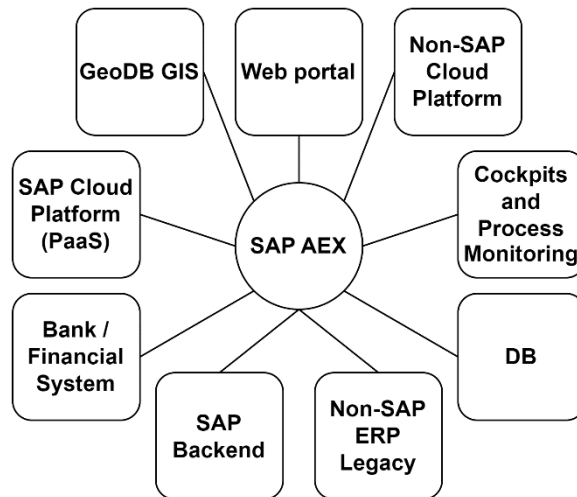 GeoDB GIS
Web portal
Non-SAP
Cloud
Platform
SAP Cloud
Platform
(PaaS)
SAP AEX
Cockpits
and
Process
Monitoring
Bank /
Financial
System
DB
SAP
Backend
Non-SAP
ERP
Legacy